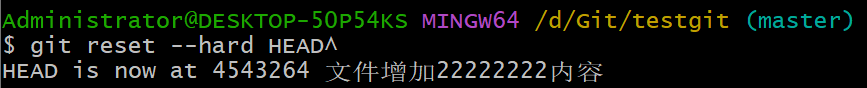 Administrator@DESKTOP-50P54KS MINGW64 /d/Git/testgit (master)
$ git reset --hard HEAD^
HEAD is now at 4543264 文件增加22222222内容